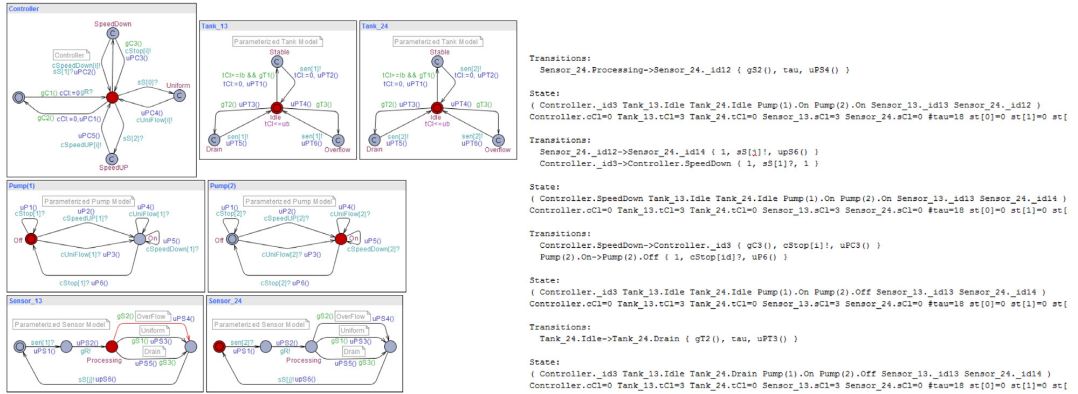 Controller
SpeedDown
Controller
gC3()
cStop[i]!
uPC3()
cSpeedDown[i]!
sS[1]? uPC2()
sS[0]?
Uniform
gC1() cCl:=0 gR?
gC2() cCl:=0,uPC1()
uPC4()
cUniFlow[i]!
uPC5()
cSpeedUP[i]!
sS[2]?
SpeedUP
Tank_13
Parameterized Tank Model
Stable
sen[1]!
tCl>=lb && gT1() tCl:=0, uPT2()
tCl:=0, uPT1()
gT2() uPT3() uPT4() gT3()
Idle
tCl<=ub
sen[1]! sen[1]!
uPT5() uPT6()
Drain Overflow
Tank_24
Parameterized Tank Model
Stable
sen[2]!
tCl>=lb && gT1() tCl:=0, uPT2()
tCl:=0, uPT1()
gT2() uPT3() uPT4() gT3()
Idle
tCl<=ub
sen[2]! sen[2]!
uPT5() uPT6()
Drain Overflow
Pump(1)
Parameterized Pump Model
uP1() uP2() uP4()
cStop[1]? cSpeedUP[1]? cUniFlow[1]?
Off On
uP5()
cUniFlow[1]? uP3() cSpeedDown[1]?
cStop[1]? uP6()
Pump(2)
Parameterized Pump Model
uP1() uP2() uP4()
cStop[2]? cSpeedUP[2]? cUniFlow[2]?
Off On
uP5()
cUniFlow[2]? uP3() cSpeedDown[2]?
cStop[2]? uP6()
Sensor_13
Parameterized Sensor Model
gS2() OverFlow uPS4()
Uniform
sen[1]? uPS2() gS1() uPS3()
uPS1() gR! Drain
Processing uPS5() gS3()
sS[j]! upS6()
Sensor_24
Parameterized Sensor Model
gS2() OverFlow uPS4()
Uniform
sen[2]? uPS2() gS1() uPS3()
uPS1() gR! Drain
Processing uPS5() gS3()
sS[j]! upS6()
Transitions:
Sensor_24.Processing->Sensor_24._id12 { gS2(), tau, uPS4() }
State:
( Controller._id3 Tank_13.Idle Tank_24.Idle Pump(1).On Pump(2).On Sensor_13._id13 Sensor_24._id12 )
Controller.cCl=0 Tank_13.tCl=3 Tank_24.tCl=0 Sensor_13.sCl=3 Sensor_24.sCl=0 #tau=18 st[0]=0 st[1]=0 st[
Transitions:
Sensor_24._id12->Sensor_24._id14 { 1, sS[j]!, upS6() }
Controller._id3->Controller.SpeedDown { 1, sS[1]?, 1 }
State:
( Controller.SpeedDown Tank_13.Idle Tank_24.Idle Pump(1).On Pump(2).On Sensor_13._id13 Sensor_24._id14 )
Controller.cCl=0 Tank_13.tCl=3 Tank_24.tCl=0 Sensor_13.sCl=3 Sensor_24.sCl=0 #tau=18 st[0]=0 st[1]=0 st[
Transitions:
Controller.SpeedDown->Controller._id3 { gC3(), cStop[i]!, uPC3() }
Pump(2).On->Pump(2).Off { 1, cStop[id]?, uP6() }
State:
( Controller._id3 Tank_13.Idle Tank_24.Idle Pump(1).On Pump(2).Off Sensor_13._id13 Sensor_24._id14 )
Controller.cCl=0 Tank_13.tCl=3 Tank_24.tCl=0 Sensor_13.sCl=3 Sensor_24.sCl=0 #tau=18 st[0]=0 st[1]=0 st[
Transitions:
Tank_24.Idle->Tank_24.Drain { gT2(), tau, uPT3() }
State:
( Controller._id3 Tank_13.Idle Tank_24.Drain Pump(1).On Pump(2).Off Sensor_13._id13 Sensor_24._id14 )
Controller.cCl=0 Tank_13.tCl=3 Tank_24.tCl=0 Sensor_13.sCl=3 Sensor_24.sCl=0 #tau=18 st[0]=0 st[1]=0 st[